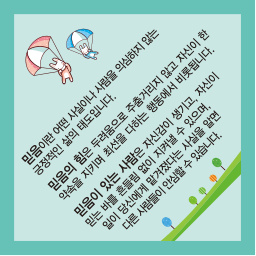 믿음이란 어떤 사실이나 사람을 의심하지 않는
긍정적인 삶의 태도입니다.
믿음의 힘은 두려움으로 주춤거리지 않고 자신이 한
약속을 지키며 최선을 다하는 행동에서 비롯됩니다.
믿음이 있는 사람은 자신감이 생기고, 자신이
믿는 바를 흔들림 없이 지켜낼 수 있으며,
일이 당신에게 맡겨졌다는 사실을 알면
다른 사람들이 안심할 수 있습니다.